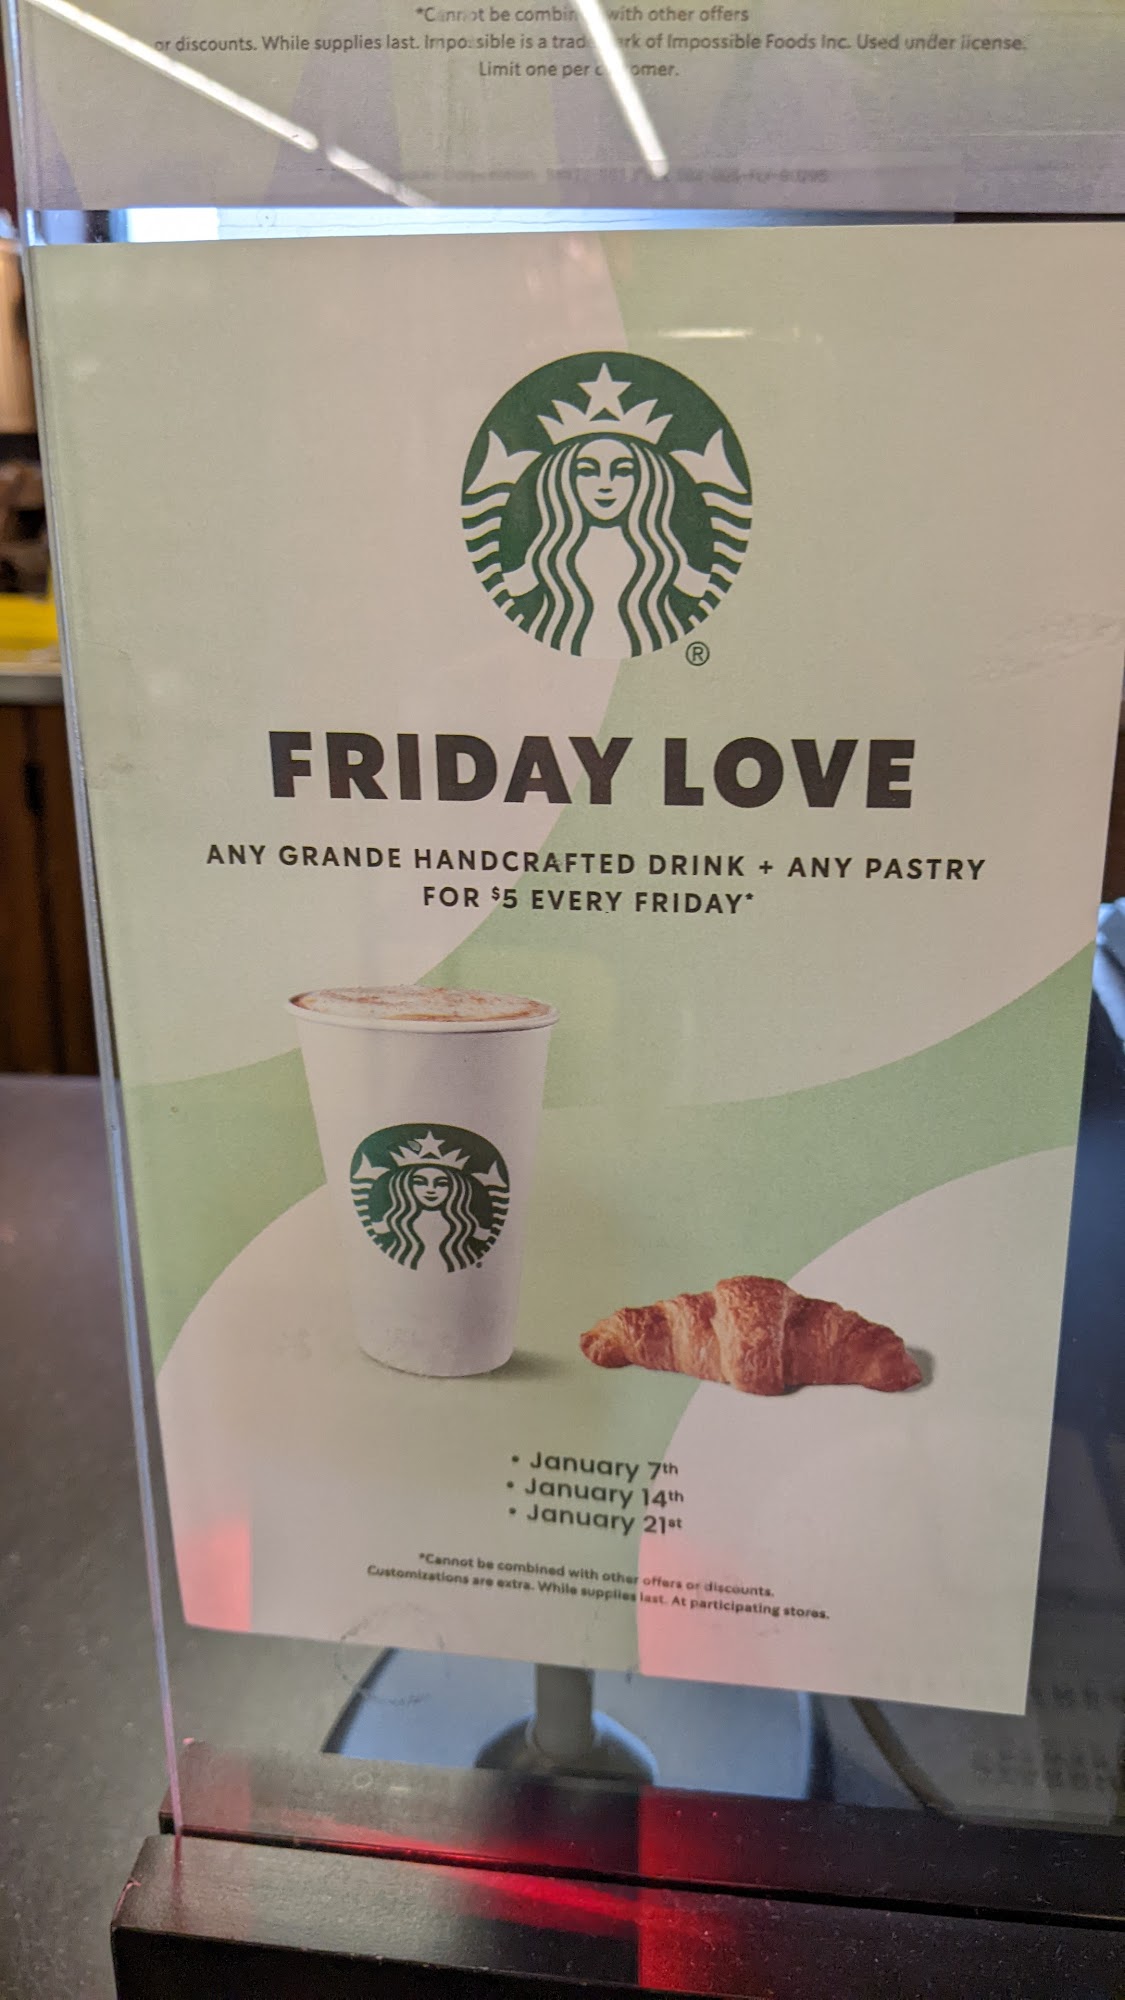 *Cannot be combin with other offers
or discounts. While supplies last. Impossible is a trad rk of Impossible Foods Inc. Used under license.
Limit one per c omer.
®
FRIDAY LOVE
ANY GRANDE HANDCRAFTED DRINK + ANY PASTRY
FOR $5 EVERY FRIDAY*
• January 7th
• January 14th
• January 21st
*Cannot be combined with other offers or discounts.
Customizations are extra. While supplies last. At participating stores.